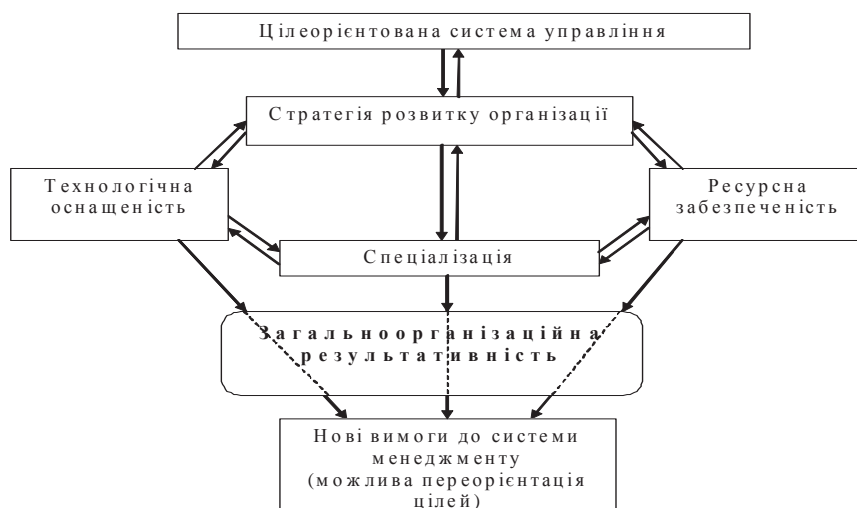 Цілеорієнтована система управління
Стратегія розвитку організації
Технологічна
оснащеність
Ресурсна
забезпеченість
Спеціалізація
Загальноорганізаційна
результативність
Нові вимоги до системи
менеджменту
(можлива переорієнтація
цілей)